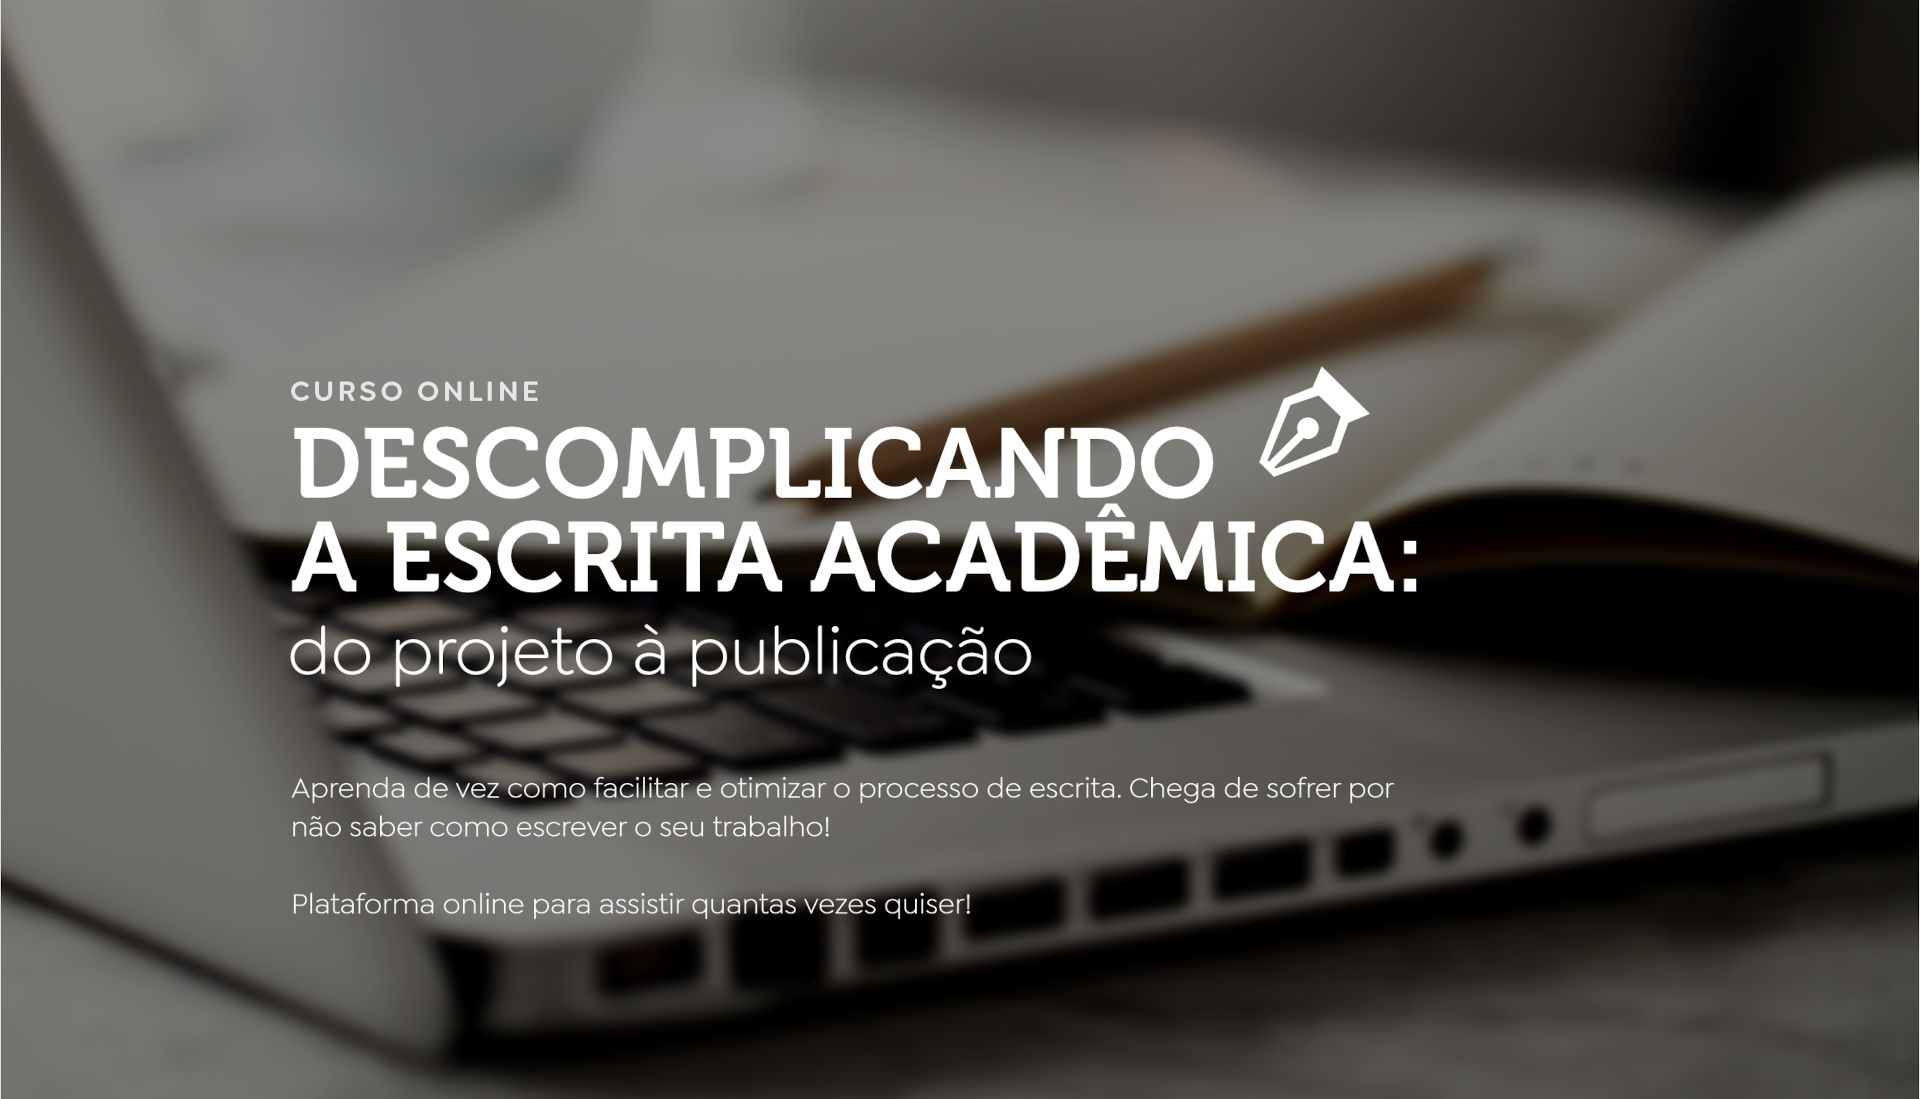 CURSO ONLINE
DESCOMPLICANDO
A ESCRITA ACADÊMICA:
do projeto à publicação
Aprenda de vez como facilitar e otimizar o processo de escrita. Chega de sofrer por
não saber como escrever o seu trabalho!
Plataforma online para assistir quantas vezes quiser!